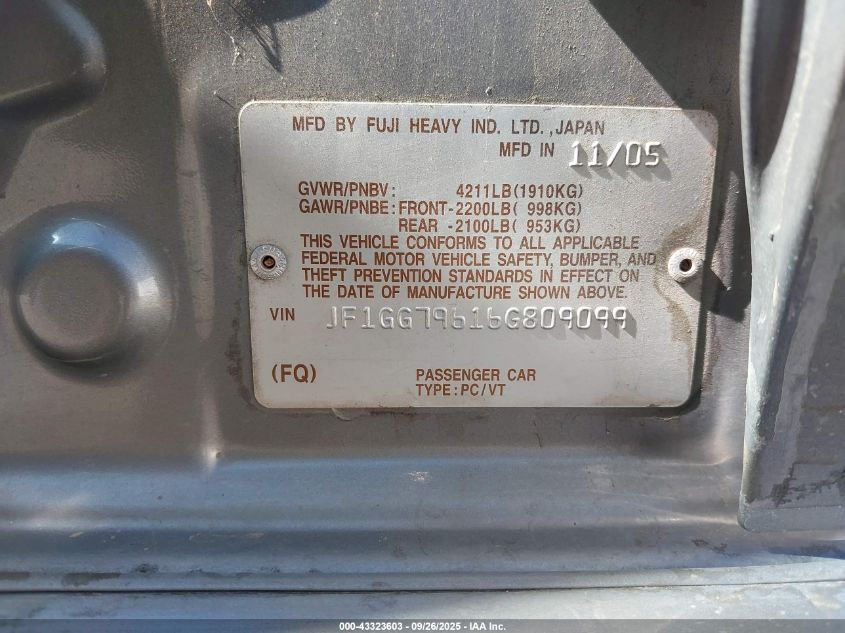 MFD BY FUJI HEAVY IND. LTD., JAPAN
MFD IN 11/05
GVWR/PNBV: 4211LB(1910KG)
GAWR/PNBE: FRONT-2200LB( 998KG)
REAR -2100LB( 953KG)
THIS VEHICLE CONFORMS TO ALL APPLICABLE
FEDERAL MOTOR VEHICLE SAFETY, BUMPER, AND
THEFT PREVENTION STANDARDS IN EFFECT ON
THE DATE OF MANUFACTURE SHOWN ABOVE.
VIN JF1GG79616G809099
(FQ) PASSENGER CAR
TYPE: PC/VT
000-43323603 - 09/26/2025 - IAA Inc.